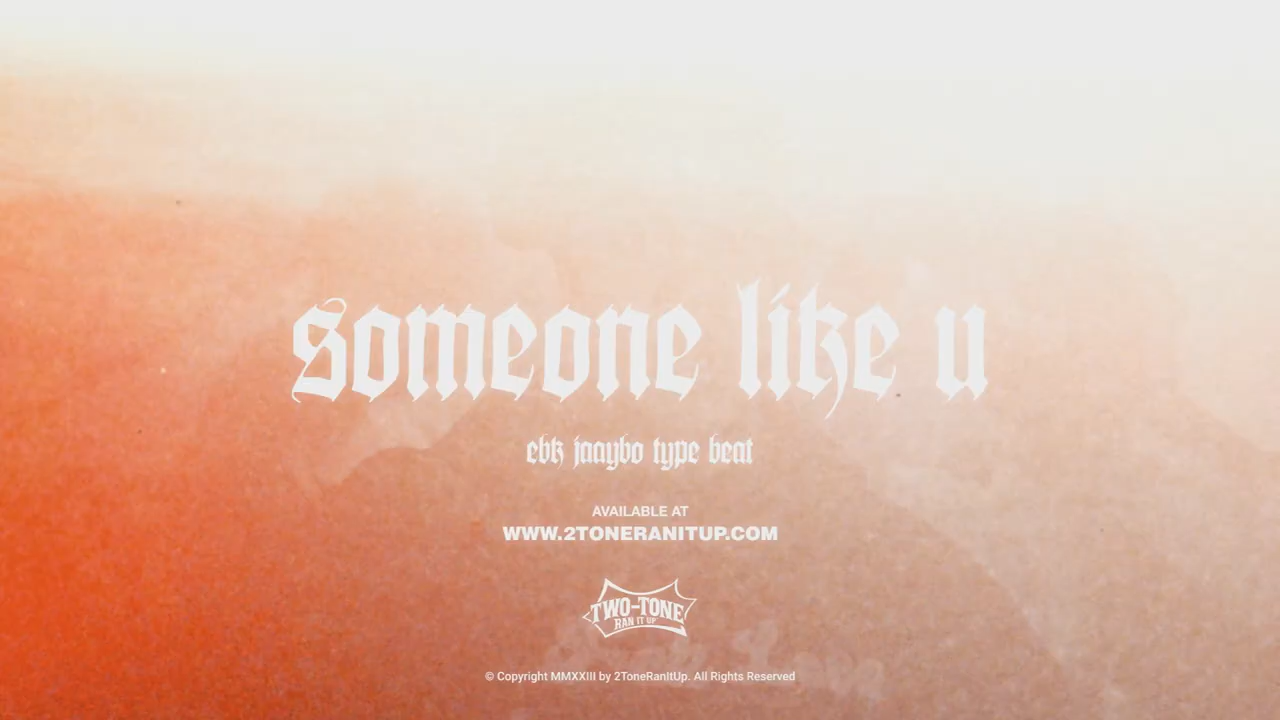 someone like u
ebk jaaybo type beat
AVAILABLE AT
WWW.2TONERANITUP.COM
TWO-TONE
RAN IT UP
© Copyright MMXXIII by 2ToneRanItUp. All Rights Reserved